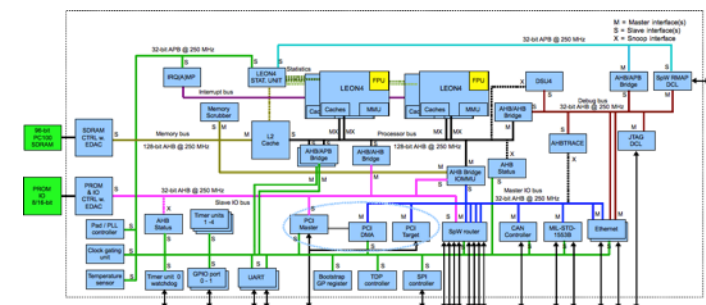 M = Master interface(s)
S = Slave interface(s)
X = Snoop interface
32-bit APB @ 250 MHz
32-bit APB @ 250 MHz
IRQ(A)MP
LEON4
STAT. UNIT
Statistics
LEON4
FPU
LEON4
FPU
DSU4
AHB/APB
Bridge
SpW RMAP
DCL
Interrupt bus
Caches
MMU
Caches
MMU
Debug bus
32-bit AHB @ 250 MHz
Memory
Scrubber
AHB/AHB
Bridge
96-bit
PC100
SDRAM
SDRAM
CTRL w.
EDAC
Memory bus
128-bit AHB @ 250 MHz
L2
Cache
Processor bus
128-bit AHB @ 250 MHz
AHBTRACE
JTAG
DCL
AHB/APB
Bridge
AHB/AHB
Bridge
AHB Bridge
IOMMU
AHB
Status
PROM
IO
8/16-bit
PROM
& IO
CTRL w.
EDAC
32-bit AHB @ 250 MHz
Slave IO bus
Master IO bus
32-bit AHB @ 250 MHz
AHB
Status
Timer units
1 -4
Pad / PLL
controller
PCI
Master
PCI
DMA
PCI
Target
SpW router
CAN
Controller
MIL-STD-
1553B
Ethernet
Clock gating
unit
Temperature
sensor
Timer unit 0
watchdog
GPIO port
0 - 1
UART
Bootstrap
GP register
TDP
controller
SPI
controller